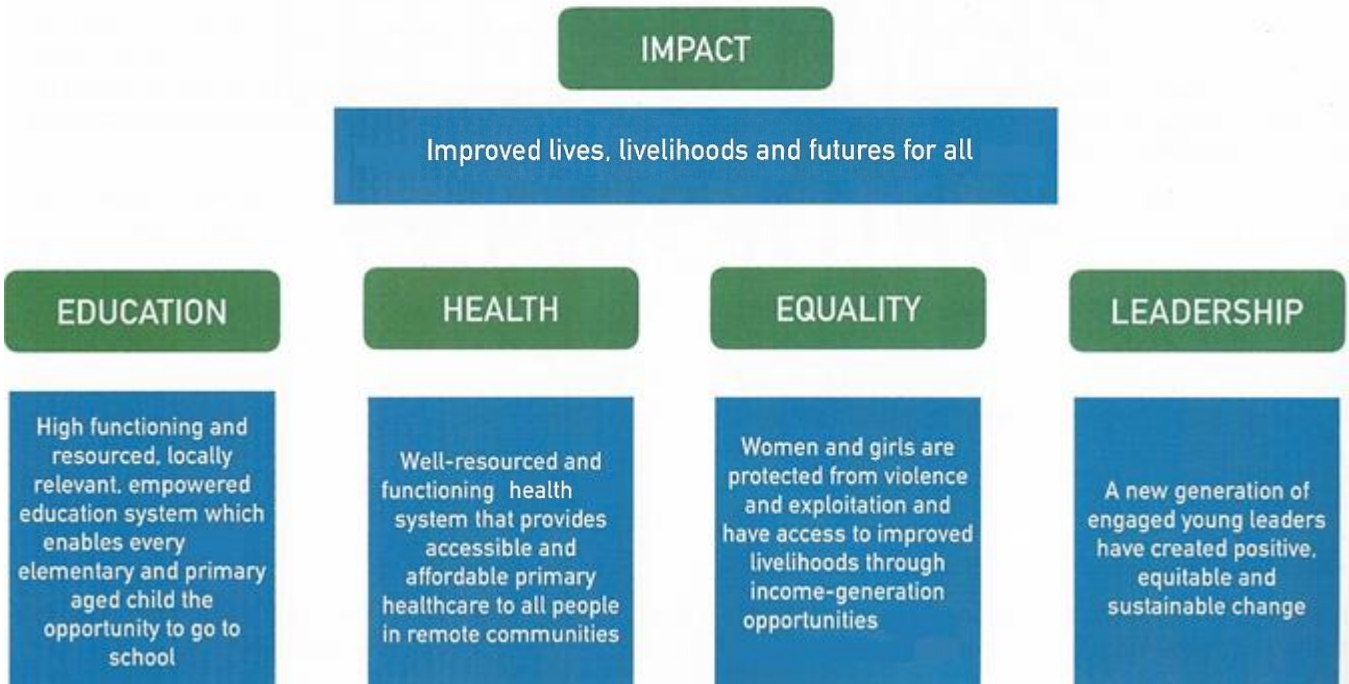 IMPACT
Improved lives, livelihoods and futures for all
EDUCATION
High functioning and
resourced, locally
relevant, empowered
education system which
enables every
elementary and primary
aged child the
opportunity to go to
school
HEALTH
Well-resourced and
functioning health
system that provides
accessible and
affordable primary
healthcare to all people
in remote communities
EQUALITY
Women and girls are
protected from violence
and exploitation and
have access to improved
livelihoods through
income-generation
opportunities
LEADERSHIP
A new generation of
engaged young leaders
have created positive,
equitable and
sustainable change